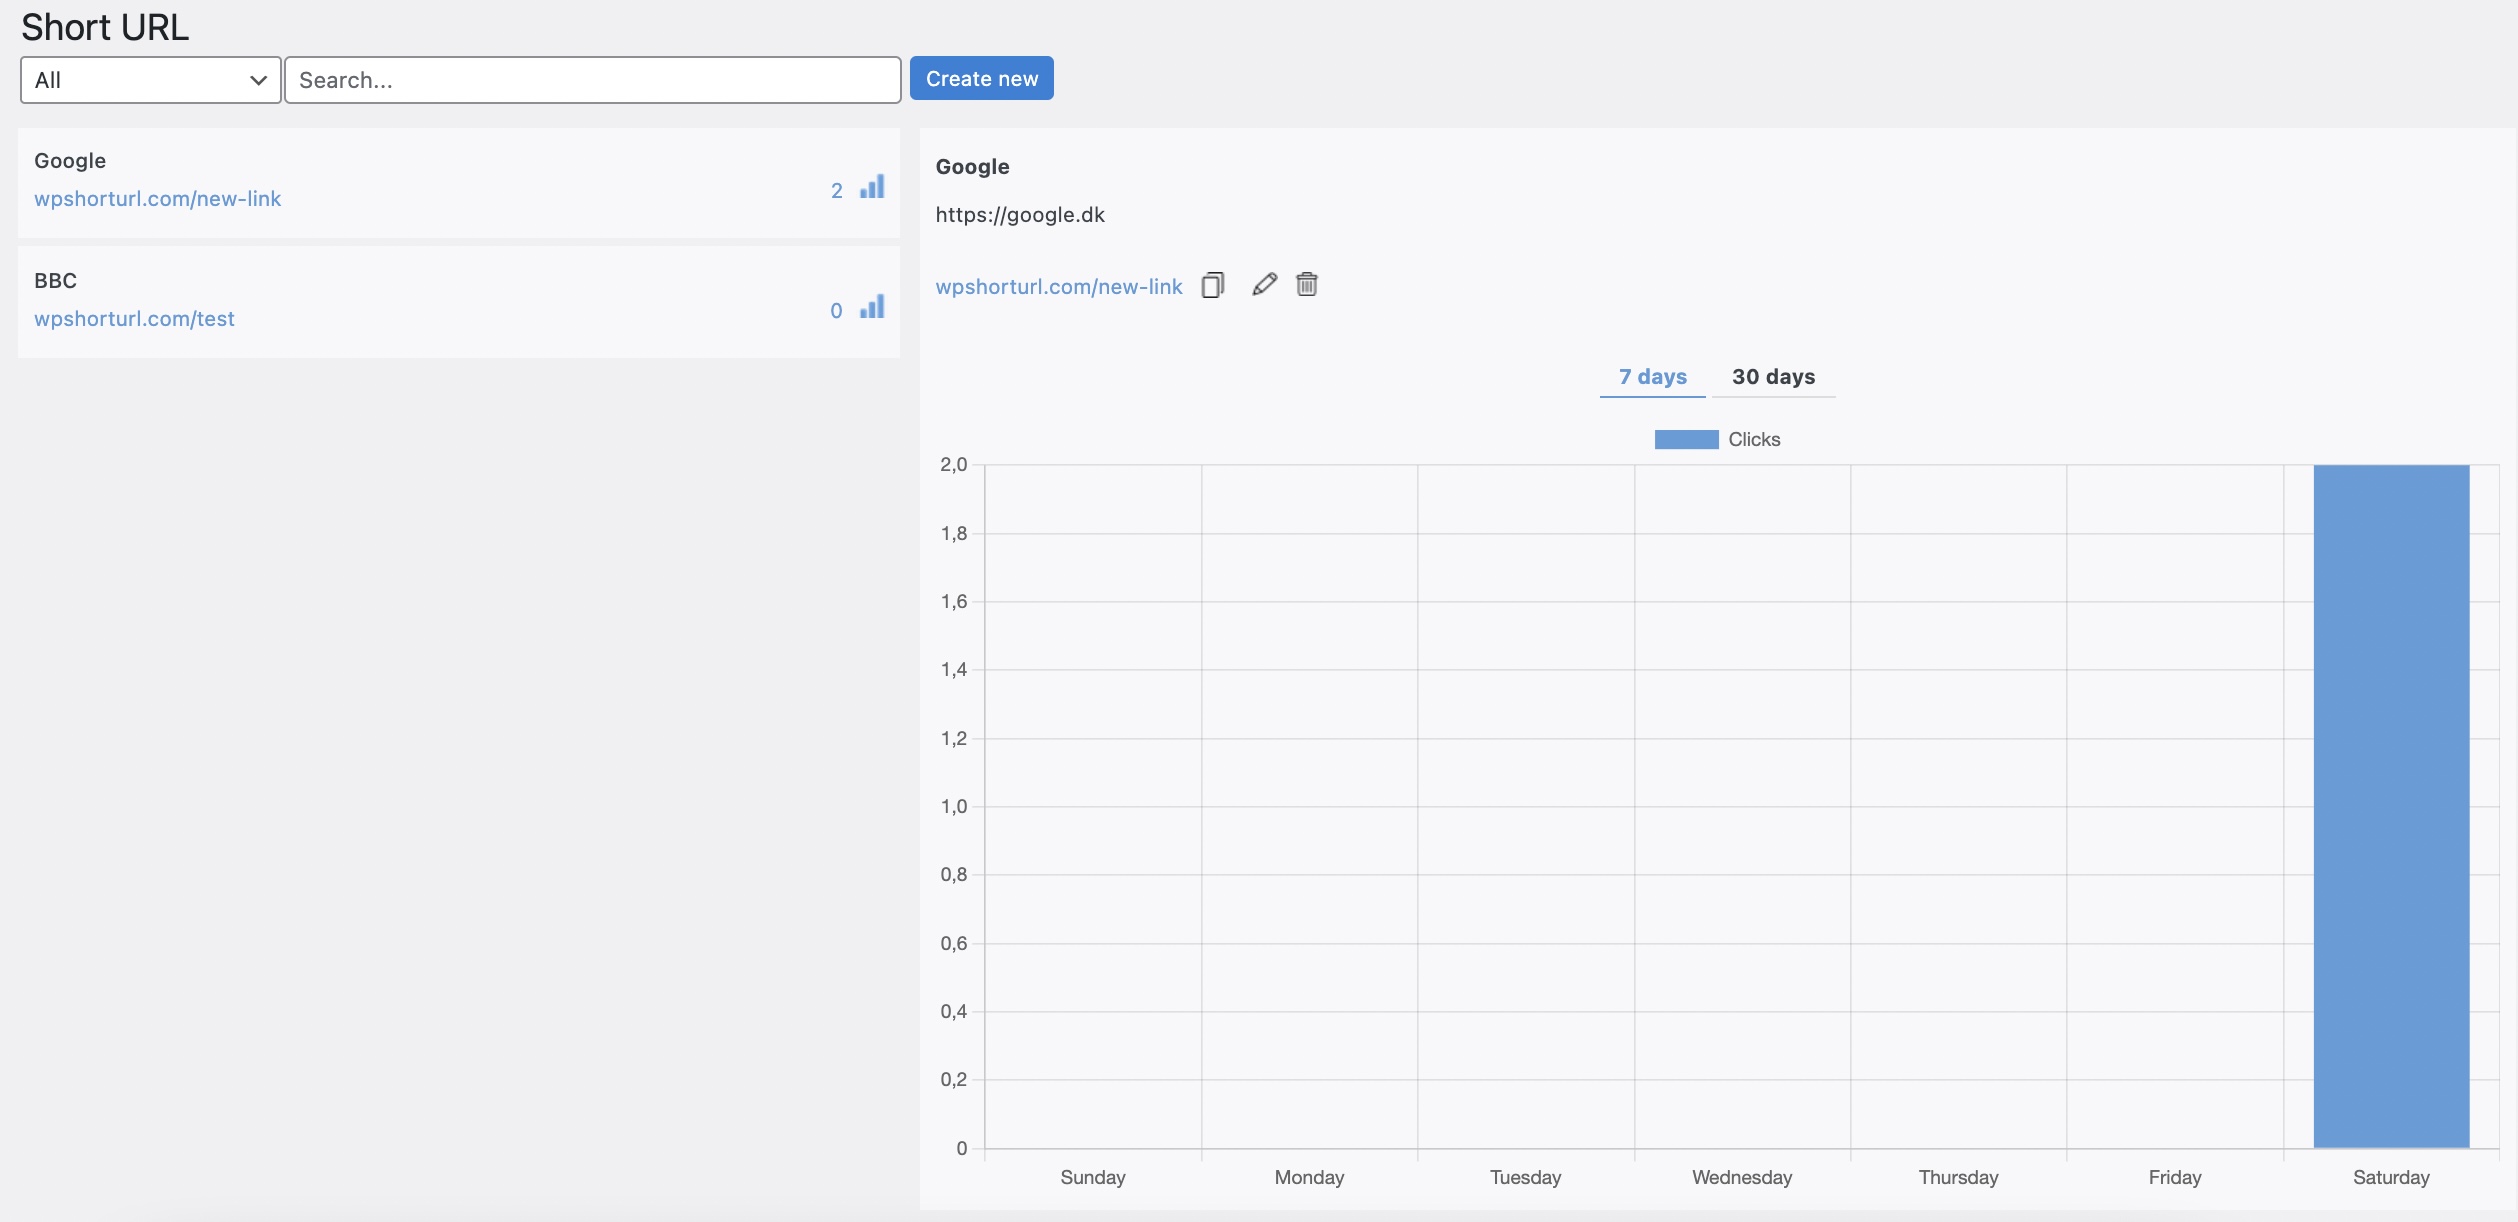 Short URL
All
Search...
Create new
Google
wpshorturl.com/new-link
2
BBC
wpshorturl.com/test
0
Google
https://google.dk
wpshorturl.com/new-link
7 days 30 days
Clicks
2,0
1,8
1,6
1,4
1,2
1,0
0,8
0,6
0,4
0,2
0
Sunday Monday Tuesday Wednesday Thursday Friday Saturday